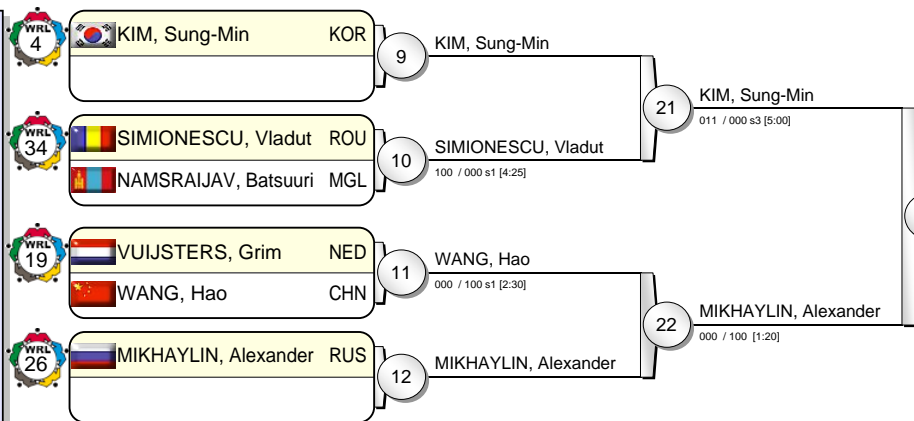 WRL
4
KIM, Sung-Min KOR
9
KIM, Sung-Min
21
KIM, Sung-Min
011 / 000 s3 [5:00]
WRL
34
SIMIONESCU, Vladut ROU
NAMSRAIJAV, Batsuuri MGL
10
SIMIONESCU, Vladut
100 / 000 s1 [4:25]
WRL
19
VUIJSTERS, Grim NED
WANG, Hao CHN
11
WANG, Hao
000 / 100 s1 [2:30]
22
MIKHAYLIN, Alexander
000 / 100 [1:20]
WRL
26
MIKHAYLIN, Alexander RUS
12
MIKHAYLIN, Alexander